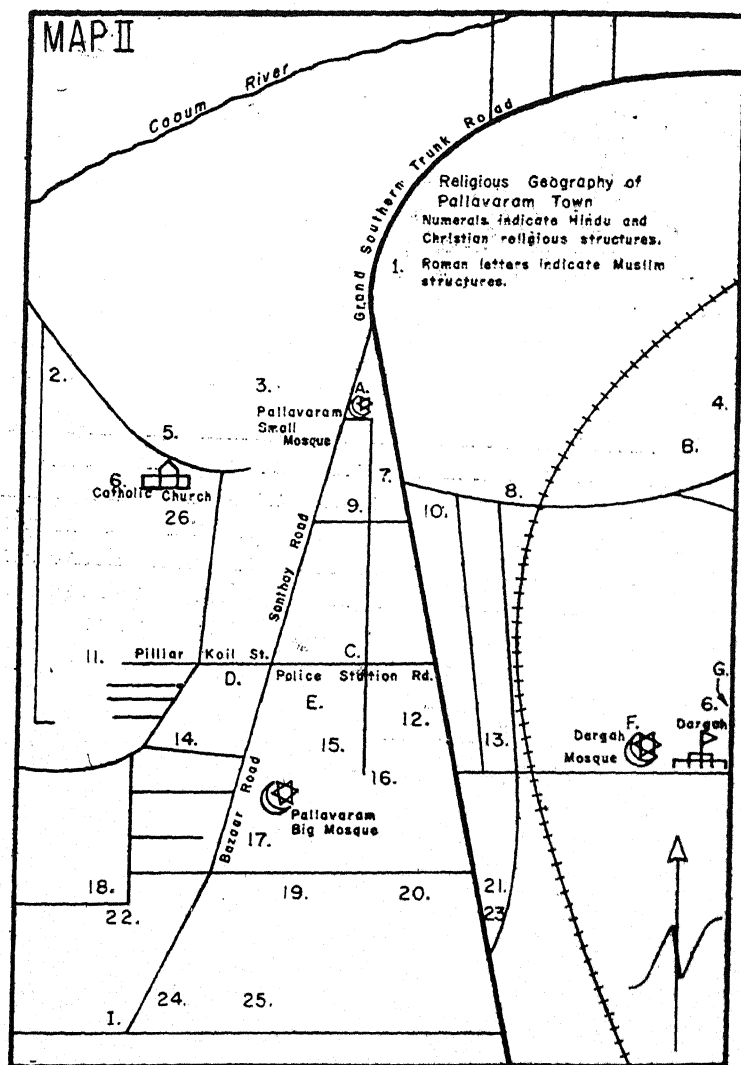 MAP II
Cooum River
Grand Southern Trunk Road
Religious Geography of
Pallavaram Town
Numerals indicate Hindu and
Christian religious structures.
1. Roman letters indicate Muslim
structures.
2.
3.
A.
Pallavaram
Small
Mosque
4.
5.
B.
6.
Catholic Church
7.
8.
26.
9.
10.
Santhay Road
11. Pilliar Koil St.
C.
D.
Police Station Rd.
E.
12.
G.
6.
F.
Dargah
Dargah
Mosque
13.
14.
15.
16.
Pallavaram
Big Mosque
17.
Bazaar Road
18.
19.
20.
21.
22.
23
24.
25.
I.